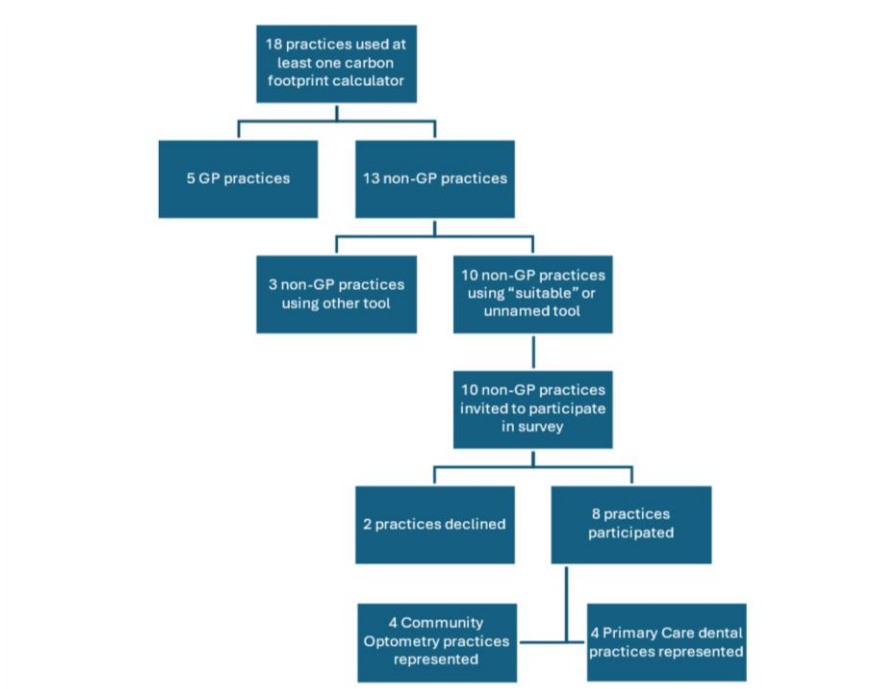 18 practices used at
least one carbon
footprint calculator
5 GP practices
13 non-GP practices
3 non-GP practices
using other tool
10 non-GP practices
using “suitable” or
unnamed tool
10 non-GP practices
invited to participate
in survey
2 practices declined
8 practices
participated
4 Community
Optometry practices
represented
4 Primary Care dental
practices represented